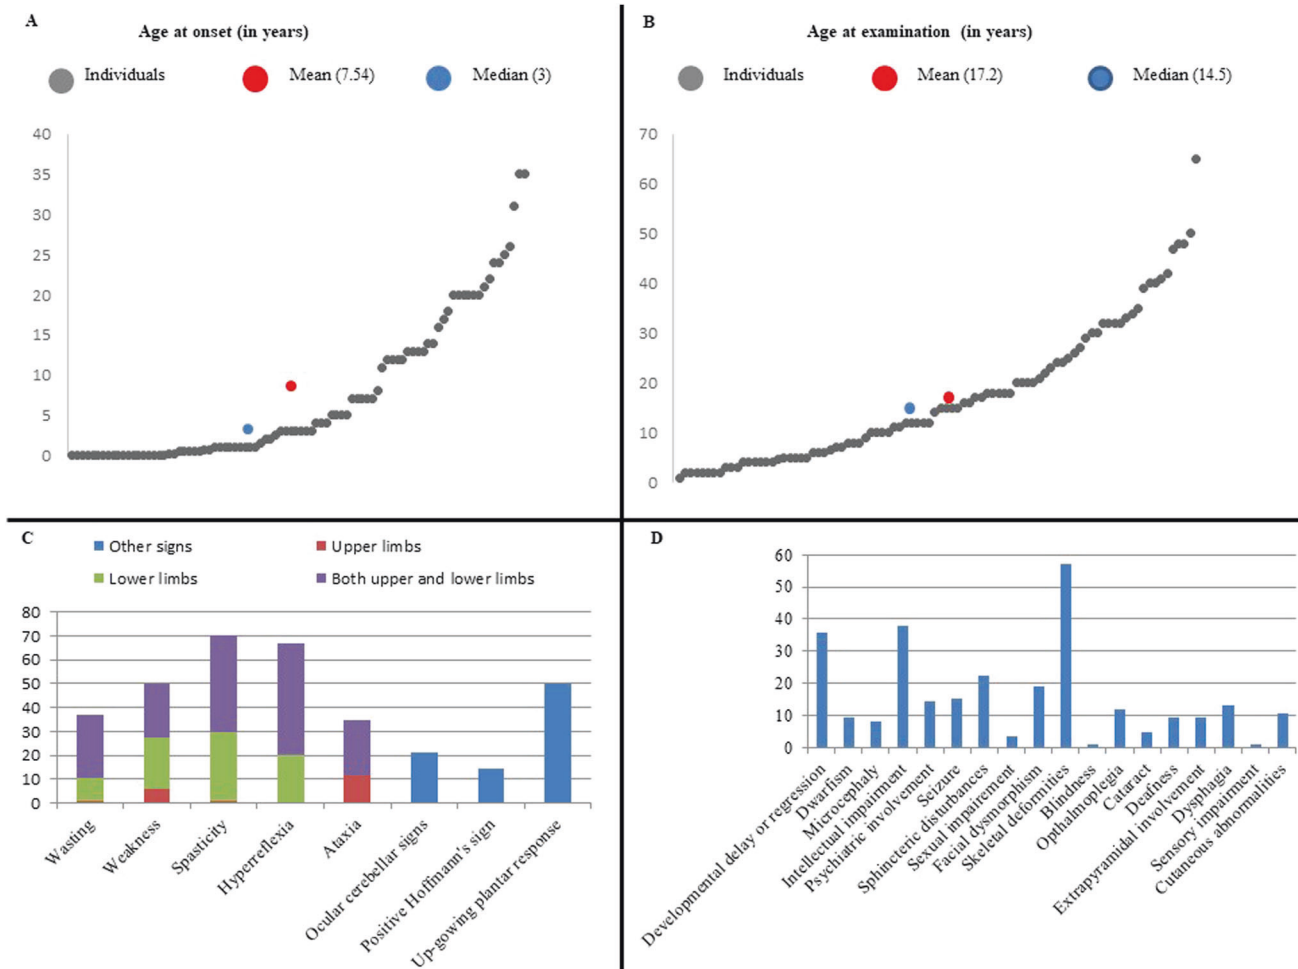 A
Age at onset (in years)
Individuals
Mean (7.54)
Median (3)
40
35
30
25
20
15
10
5
0
B
Age at examination (in years)
Individuals
Mean (17.2)
Median (14.5)
70
60
50
40
30
20
10
0
C
Other signs
Upper limbs
Lower limbs
Both upper and lower limbs
80
70
60
50
40
30
20
10
0
Wasting
Weakness
Spasticity
Hyperreflexia
Ataxia
Ocular cerebellar signs
Positive Hoffmann's sign
Up-gowing plantar response
D
60
50
40
30
20
10
0
Developmental delay or regression
Dwarfism
Microcephaly
Intellectual impairment
Psychiatric involvement
Seizure
Sphincteric disturbances
Sexual impairement
Facial dysmorphism
Skeletal deformities
Blindness
Opthalmoplegia
Cataract
Deafness
Extrapyramidal involvement
Dysphagia
Sensory impairment
Cutaneous abnormalities